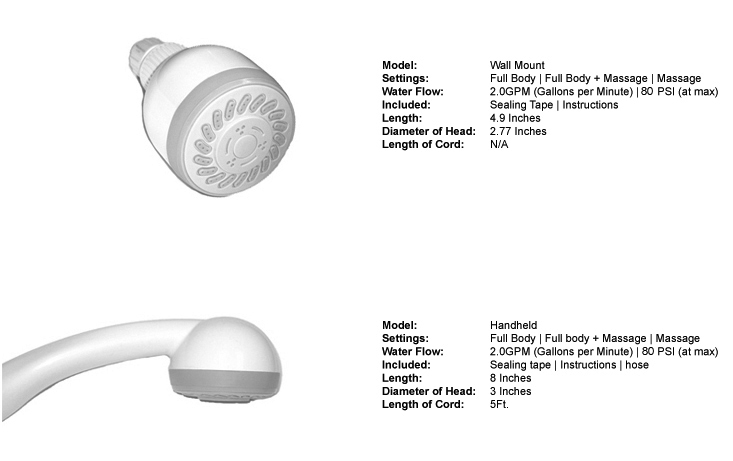 Model: Wall Mount
Settings: Full Body | Full Body + Massage | Massage
Water Flow: 2.0GPM (Gallons per Minute) | 80 PSI (at max)
Included: Sealing Tape | Instructions
Length: 4.9 Inches
Diameter of Head: 2.77 Inches
Length of Cord: N/A
Model: Handheld
Settings: Full Body | Full body + Massage | Massage
Water Flow: 2.0GPM (Gallons per Minute) | 80 PSI (at max)
Included: Sealing tape | Instructions | hose
Length: 8 Inches
Diameter of Head: 3 Inches
Length of Cord: 5Ft.